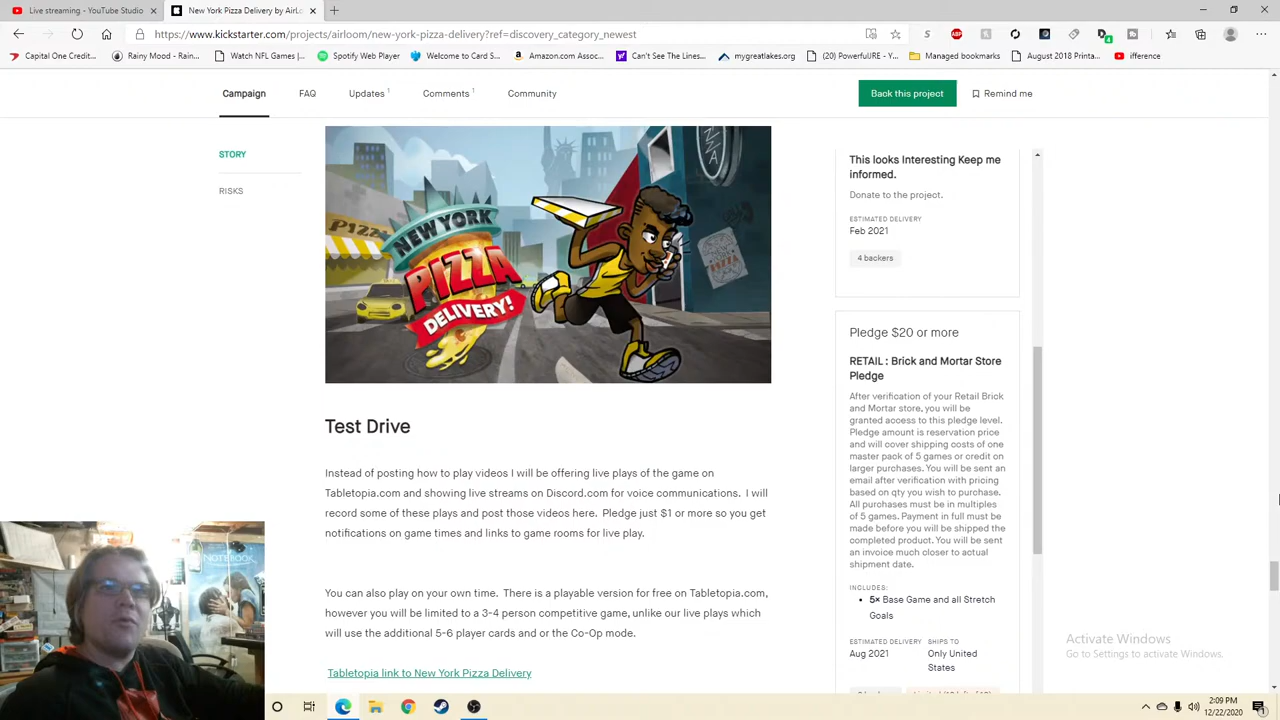 Live streaming - YouTube Studio
New York Pizza Delivery by AirLo
https://www.kickstarter.com/projects/airloom/new-york-pizza-delivery?ref=discovery_category_newest
Capital One Credit...
Rainy Mood - Rain...
Watch NFL Games |...
Spotify Web Player
Amazon.com Assoc...
Can't See The Lines...
mygreatlakes.org
(20) PowerfulJRE - Y...
Welcome to Cash C...
Managed bookmarks
August 2018 Printa...
ifference
Campaign FAQ Updates 1 Comments 1 Community
Back this project Remind me
STORY
RISKS
PIZZA
NEW YORK
PIZZA
DELIVERY!
Test Drive
Instead of posting how to play videos I will be offering live plays of the game on
Tabletopia.com and showing live streams on Discord.com for voice communications. I will
record some of these plays and post those videos here. Pledge just $1 or more so you get
notifications on game times and links to game rooms for live play.
You can also play on your own time. There is a playable version for free on Tabletopia.com,
however you will be limited to a 3-4 person competitive game, unlike our live plays which
will use the additional 5-6 player cards and or the Co-Op mode.
Tabletopia link to New York Pizza Delivery
This looks Interesting Keep me
informed.
Donate to the project.
ESTIMATED DELIVERY
Feb 2021
4 backers
Pledge $20 or more
RETAIL : Brick and Mortar Store
Pledge
After verification of your Retail Brick
and Mortar store, you will be
granted access to this pledge level.
Pledge amount is reservation price
and will cover shipping costs of one
master pack of 5 games or credit on
larger purchases. You will be sent an
email after verification with pricing
based on qty you wish to purchase.
All purchases must be in multiples
of 5 games. Payment in full must be
made before you will be shipped the
completed product. You will be sent
an invoice much closer to actual
shipment date.
INCLUDES:
5× Base Game and all Stretch
Goals
ESTIMATED DELIVERY SHIPS TO
Aug 2021 Only United
States
NOTEBOOK
Activate Windows
Go to Settings to activate Windows.
2:09 PM
12/22/2020